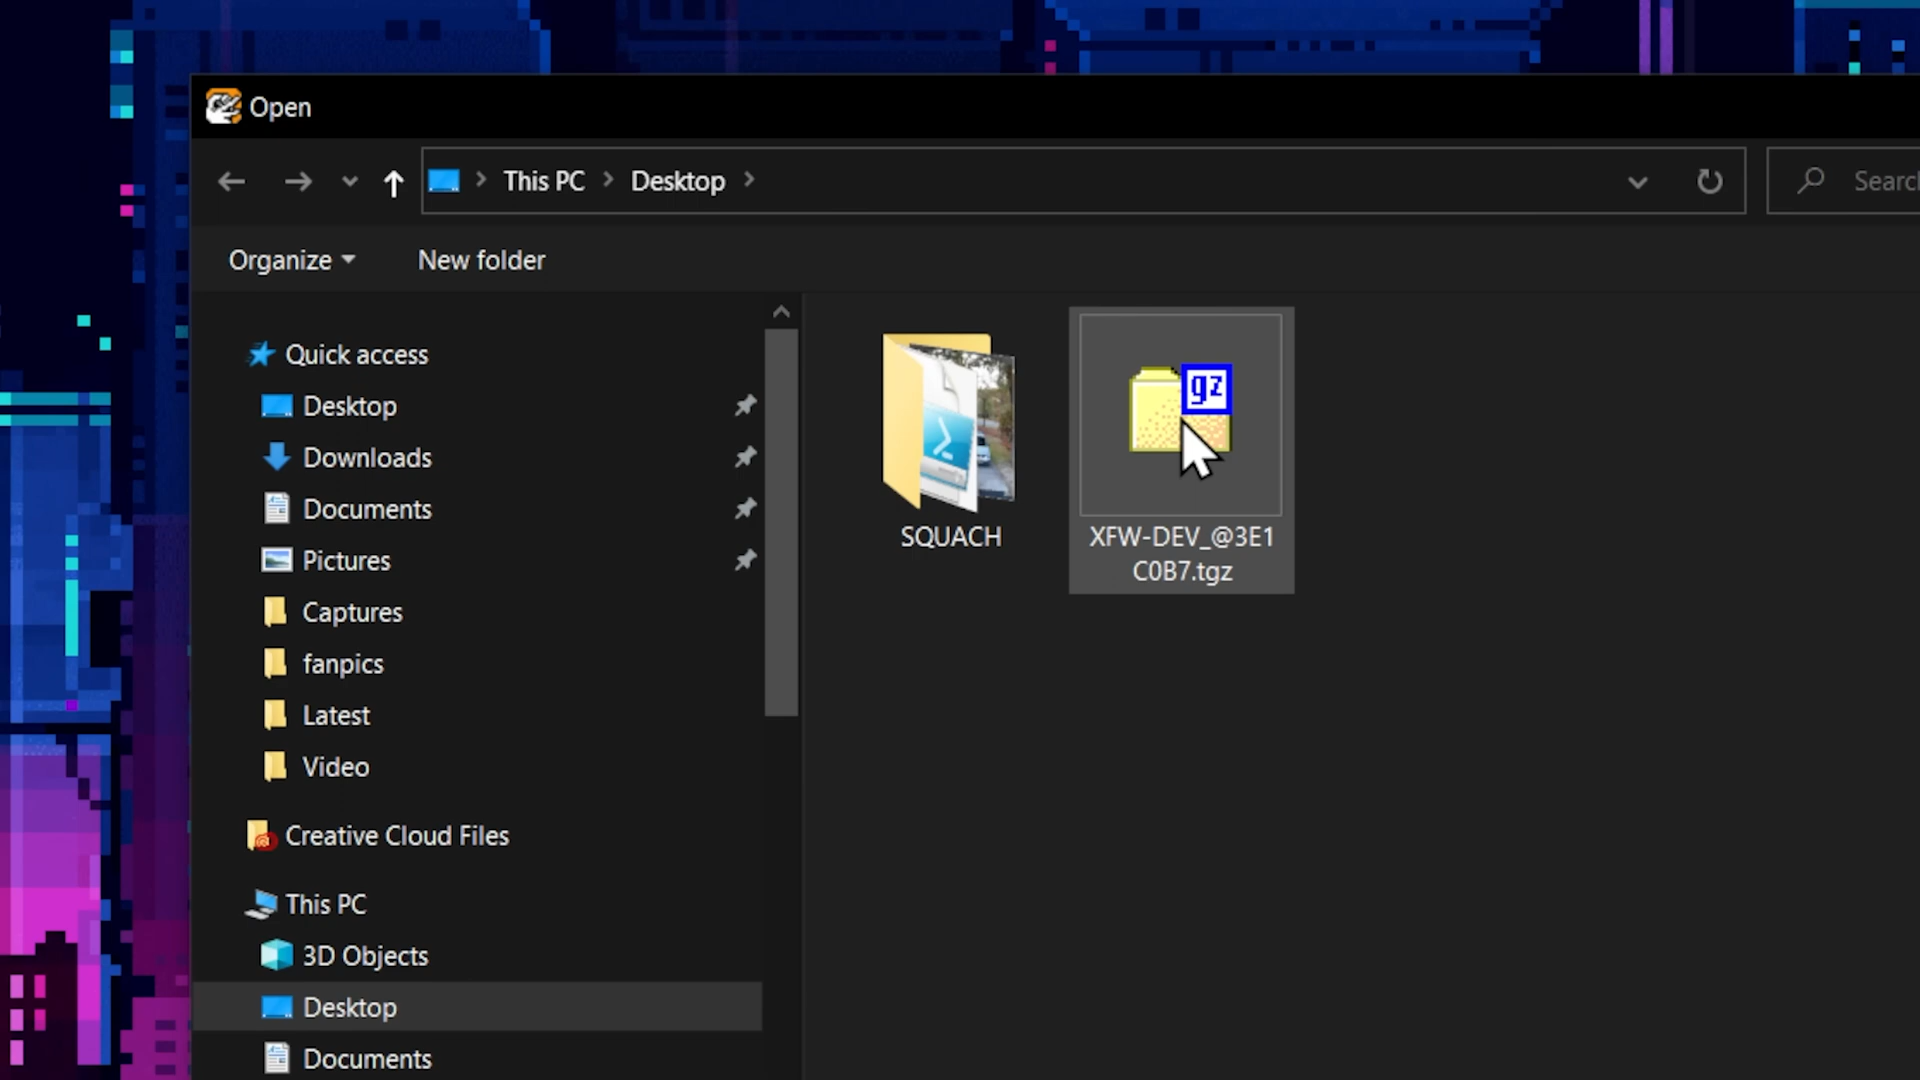 Open
This PC
Desktop
Organize
New folder
Quick access
Desktop
Downloads
Documents
Pictures
Captures
fanpics
Latest
Video
Creative Cloud Files
This PC
3D Objects
Desktop
Documents
gz
SQUACH
XFW-DEV_@3E1
C0B7.tgz